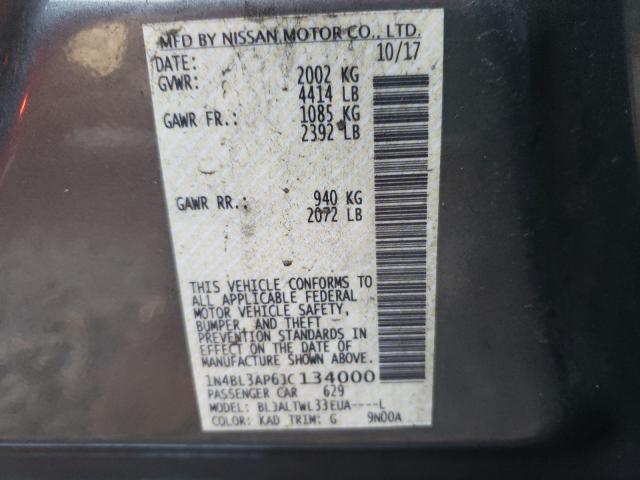 MFD BY NISSAN MOTOR CO., LTD.
DATE: 10/17
GVWR: 2002 KG
4414 LB
GAWR FR.: 1085 KG
2392 LB
GAWR RR.: 940 KG
2072 LB
THIS VEHICLE CONFORMS TO
ALL APPLICABLE FEDERAL
MOTOR VEHICLE SAFETY,
BUMPER, AND THEFT
PREVENTION STANDARDS IN
EFFECT ON THE DATE OF
MANUFACTURE SHOWN ABOVE.
1N4BL3AP6JC134000
PASSENGER CAR 629
MODEL: BLJALTWL33EUA----L
COLOR: KAD TRIM: G 9N00A